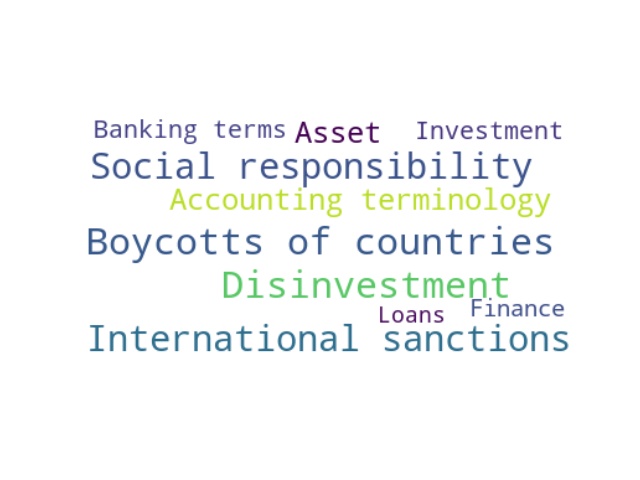 Banking terms
Asset
Investment
Social responsibility
Accounting terminology
Boycotts of countries
Disinvestment
Loans
Finance
International sanctions